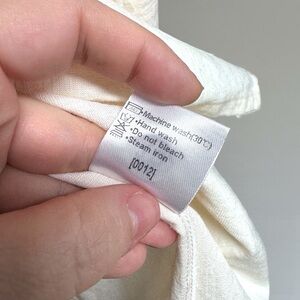 •Machine wash(30℃)
•Hand wash
•Do not bleach
•Steam iron
[0012]